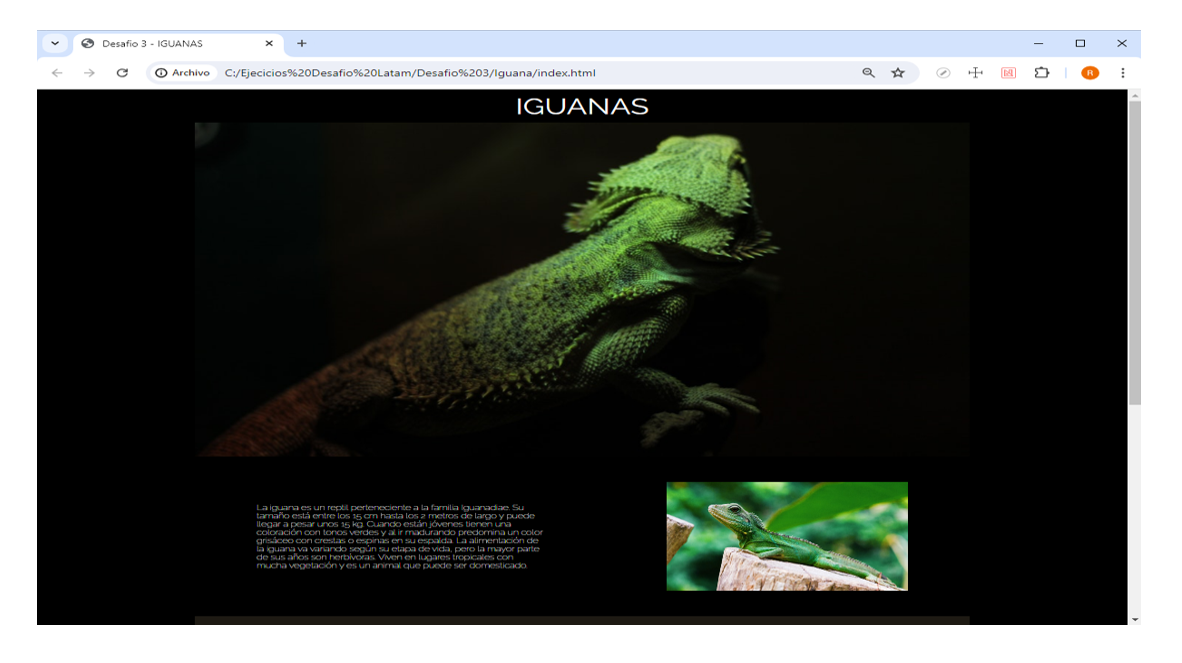 Desafio 3 - IGUANAS
Archivo C:/Ejecicios%20Desafio%20Latam/Desafio%203/Iguana/index.html
R
IGUANAS
La iguana es un reptil perteneciente a la familia Iguanadiae. Su
tamaño está entre los 15 cm hasta los 2 metros de largo y puede
llegar a pesar unos 15 kg. Cuando están jóvenes tienen una
coloración con tonos verdes y al ir madurando predomina un color
grisáceo con crestas o espinas en su espalda. La alimentación de
la iguana va variando según su etapa de vida, pero la mayor parte
de sus años son herbívoras. Viven en lugares tropicales con
mucha vegetación y es un animal que puede ser domesticado.